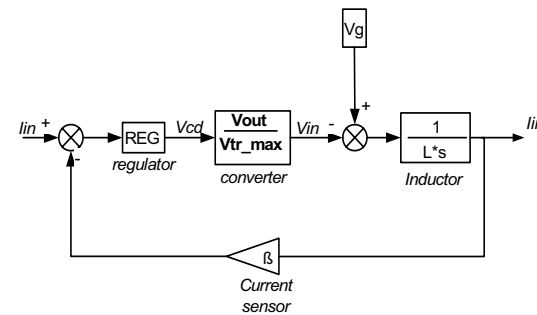 Vg
Iin + REG Vcd Vout Vin - + 1 Iin
Vtr_max L*s
- regulator converter Inductor
ß
Current
sensor